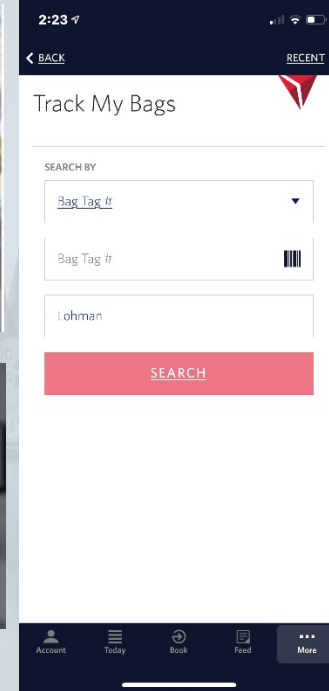 2:23
BACK
RECENT
Track My Bags
SEARCH BY
Bag Tag #
Bag Tag #
Lohman
SEARCH
Account Today Book Feed More